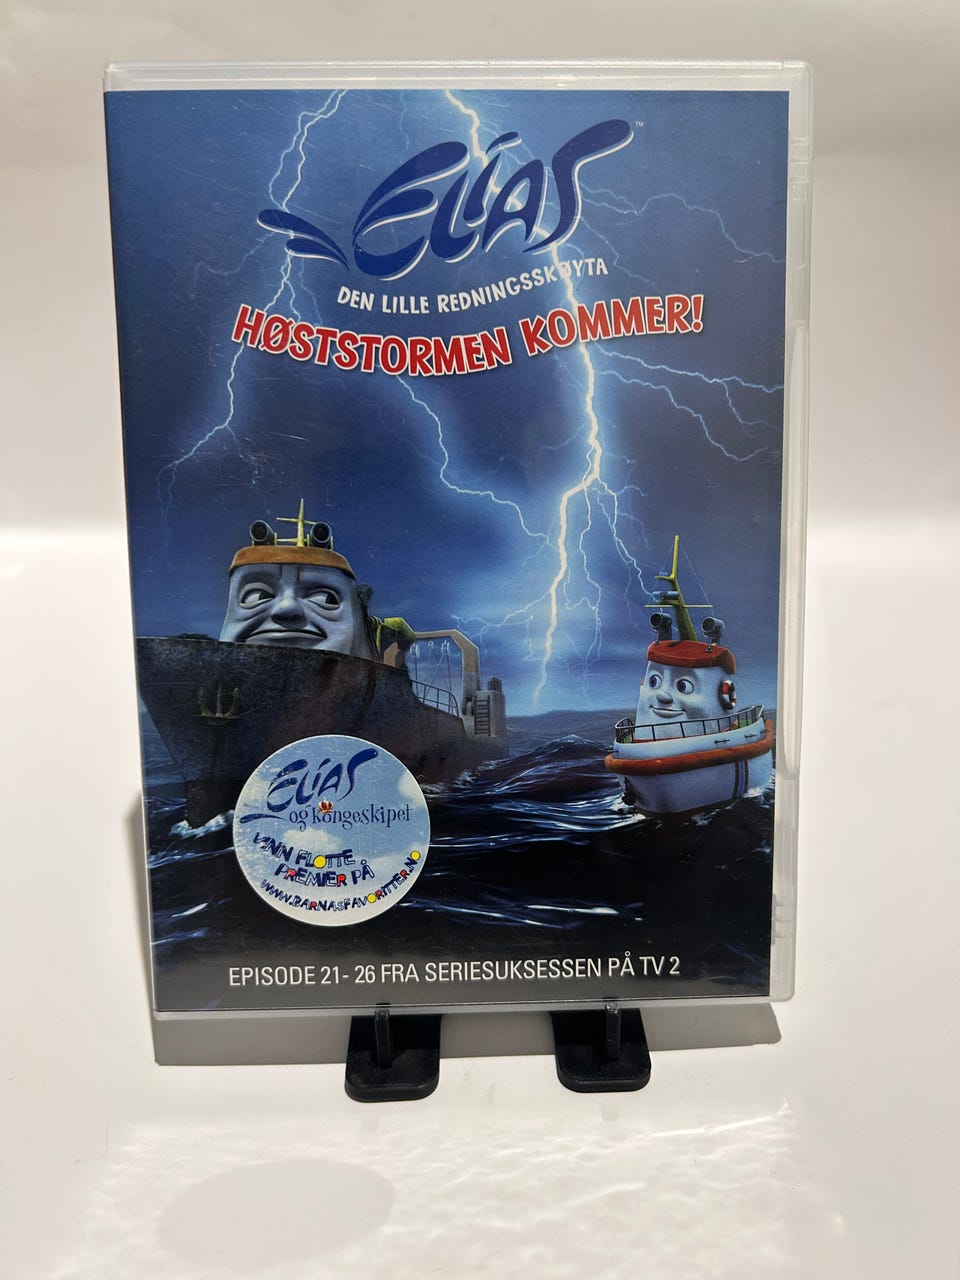 ELIAS™
DEN LILLE REDNINGSSKØYTA
HØSTSTORMEN KOMMER!
ELIAS
og kongeskipet
VINN FLOTTE
PREMIER PÅ
WWW.BARNASFAVORITTER.NO
EPISODE 21- 26 FRA SERIESUKSESSEN PÅ TV 2